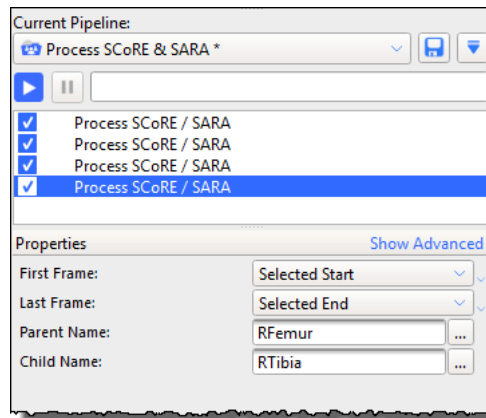 Current Pipeline:
Process SCoRE & SARA *
Process SCoRE / SARA
Process SCoRE / SARA
Process SCoRE / SARA
Process SCoRE / SARA
Properties Show Advanced
First Frame: Selected Start
Last Frame: Selected End
Parent Name: RFemur ...
Child Name: RTibia ...